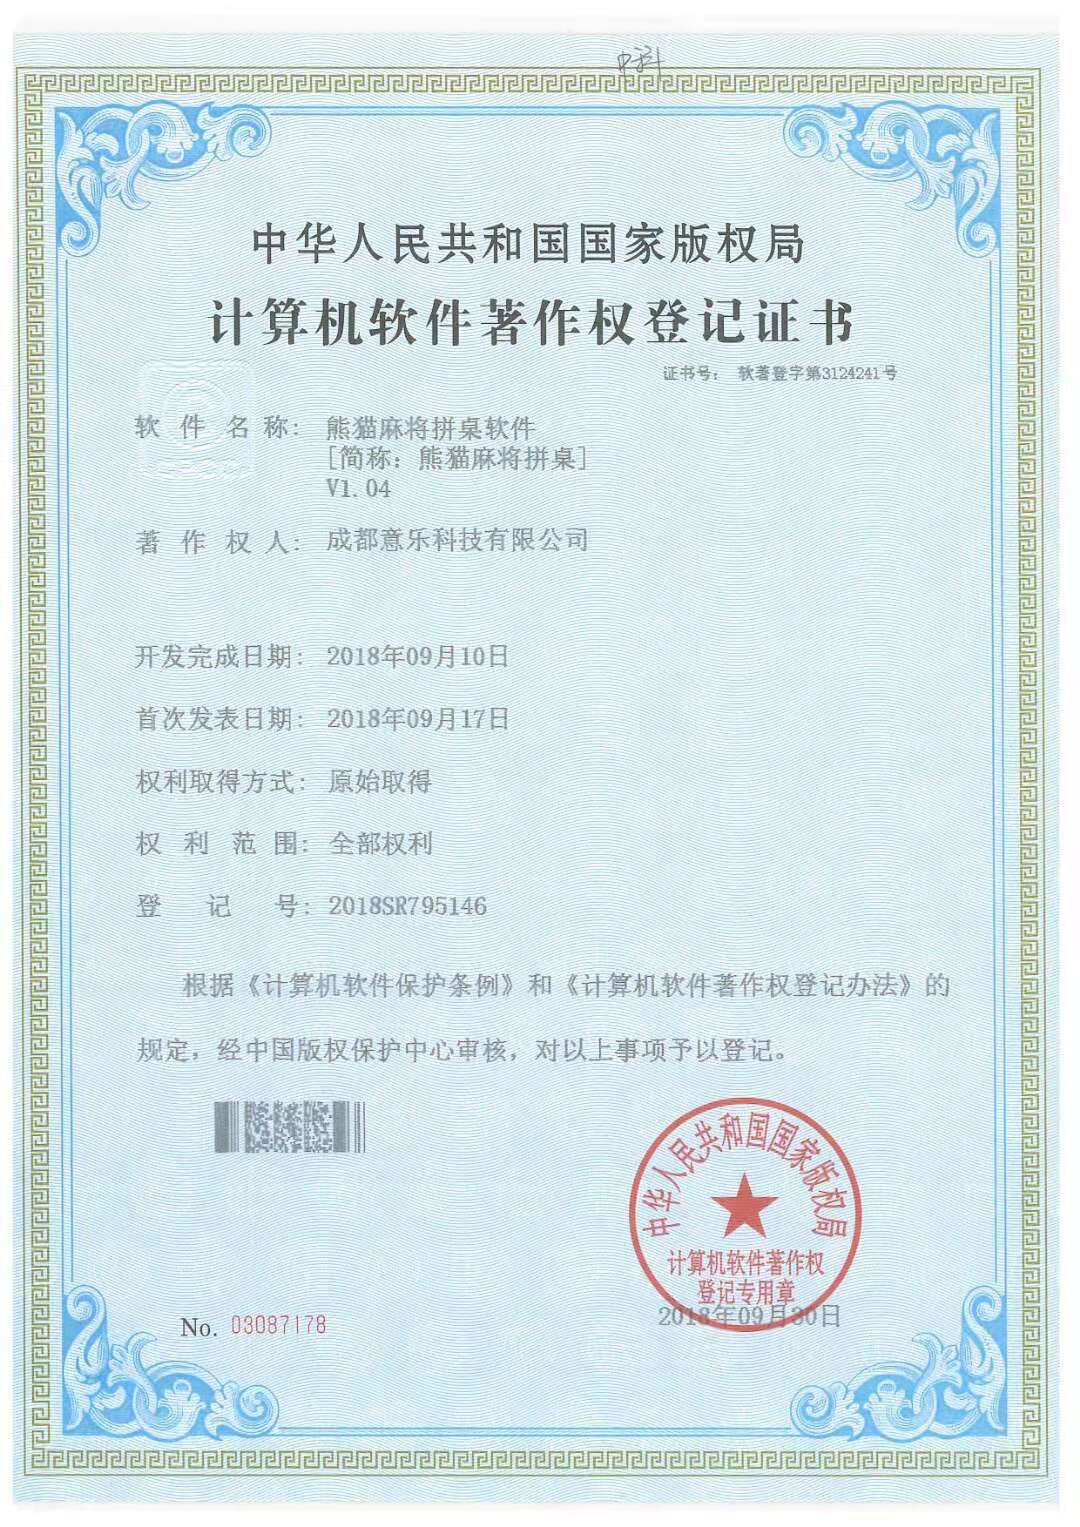 中科
中华人民共和国国家版权局
计算机软件著作权登记证书
证书号： 软著登字第3124241号
软件名称： 熊猫麻将拼桌软件
[简称：熊猫麻将拼桌]
V1.04
著作权人： 成都意乐科技有限公司
开发完成日期： 2018年09月10日
首次发表日期： 2018年09月17日
权利取得方式： 原始取得
权利范围： 全部权利
登记号： 2018SR795146
根据《计算机软件保护条例》和《计算机软件著作权登记办法》的
规定，经中国版权保护中心审核，对以上事项予以登记。
中华人民共和国国家版权局
计算机软件著作权
登记专用章
2018年09月30日
No. 03087178